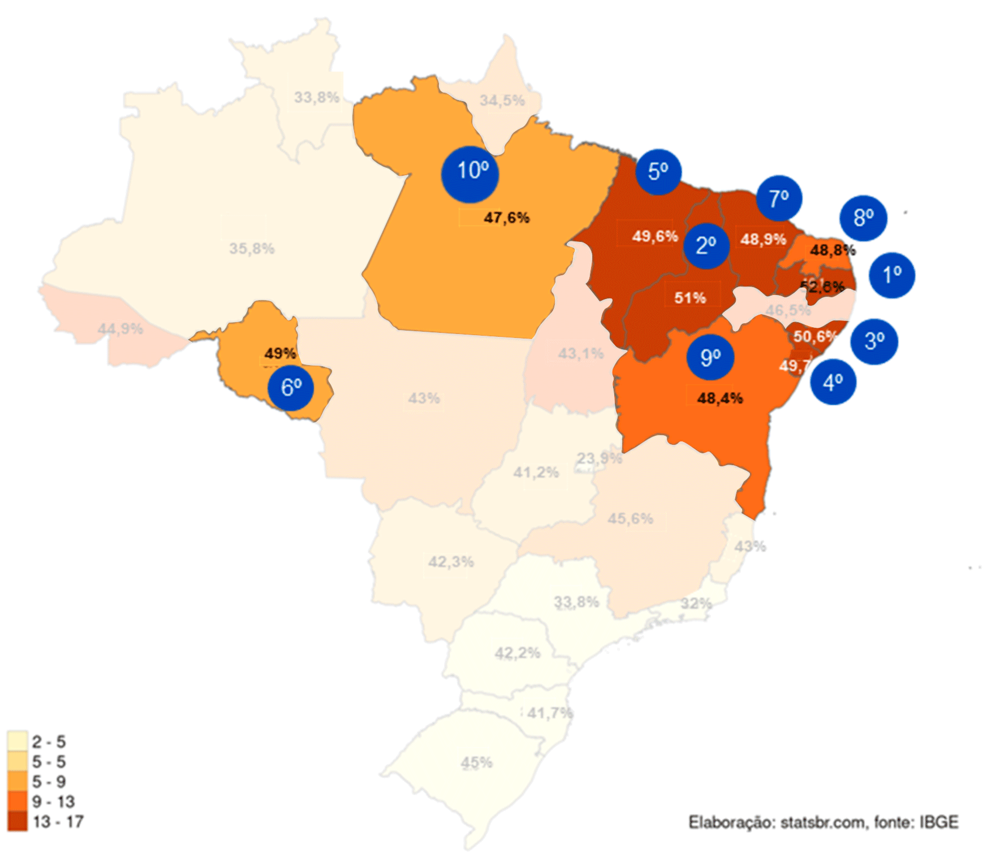 33,8%
34,5%
10º
5º
7º
8º
47,6%
35,8%
49,6%
2º
48,9%
48,8%
1º
52,6%
51%
46,5%
44,9%
50,6%
3º
49%
43,1%
9º
49,7
4º
6º
43%
48,4%
23,9%
41,2%
45,6%
43%
42,3%
33,8%
32%
42,2%
41,7%
45%
2 - 5
5 - 5
5 - 9
9 - 13
13 - 17
Elaboração: statsbr.com, fonte: IBGE